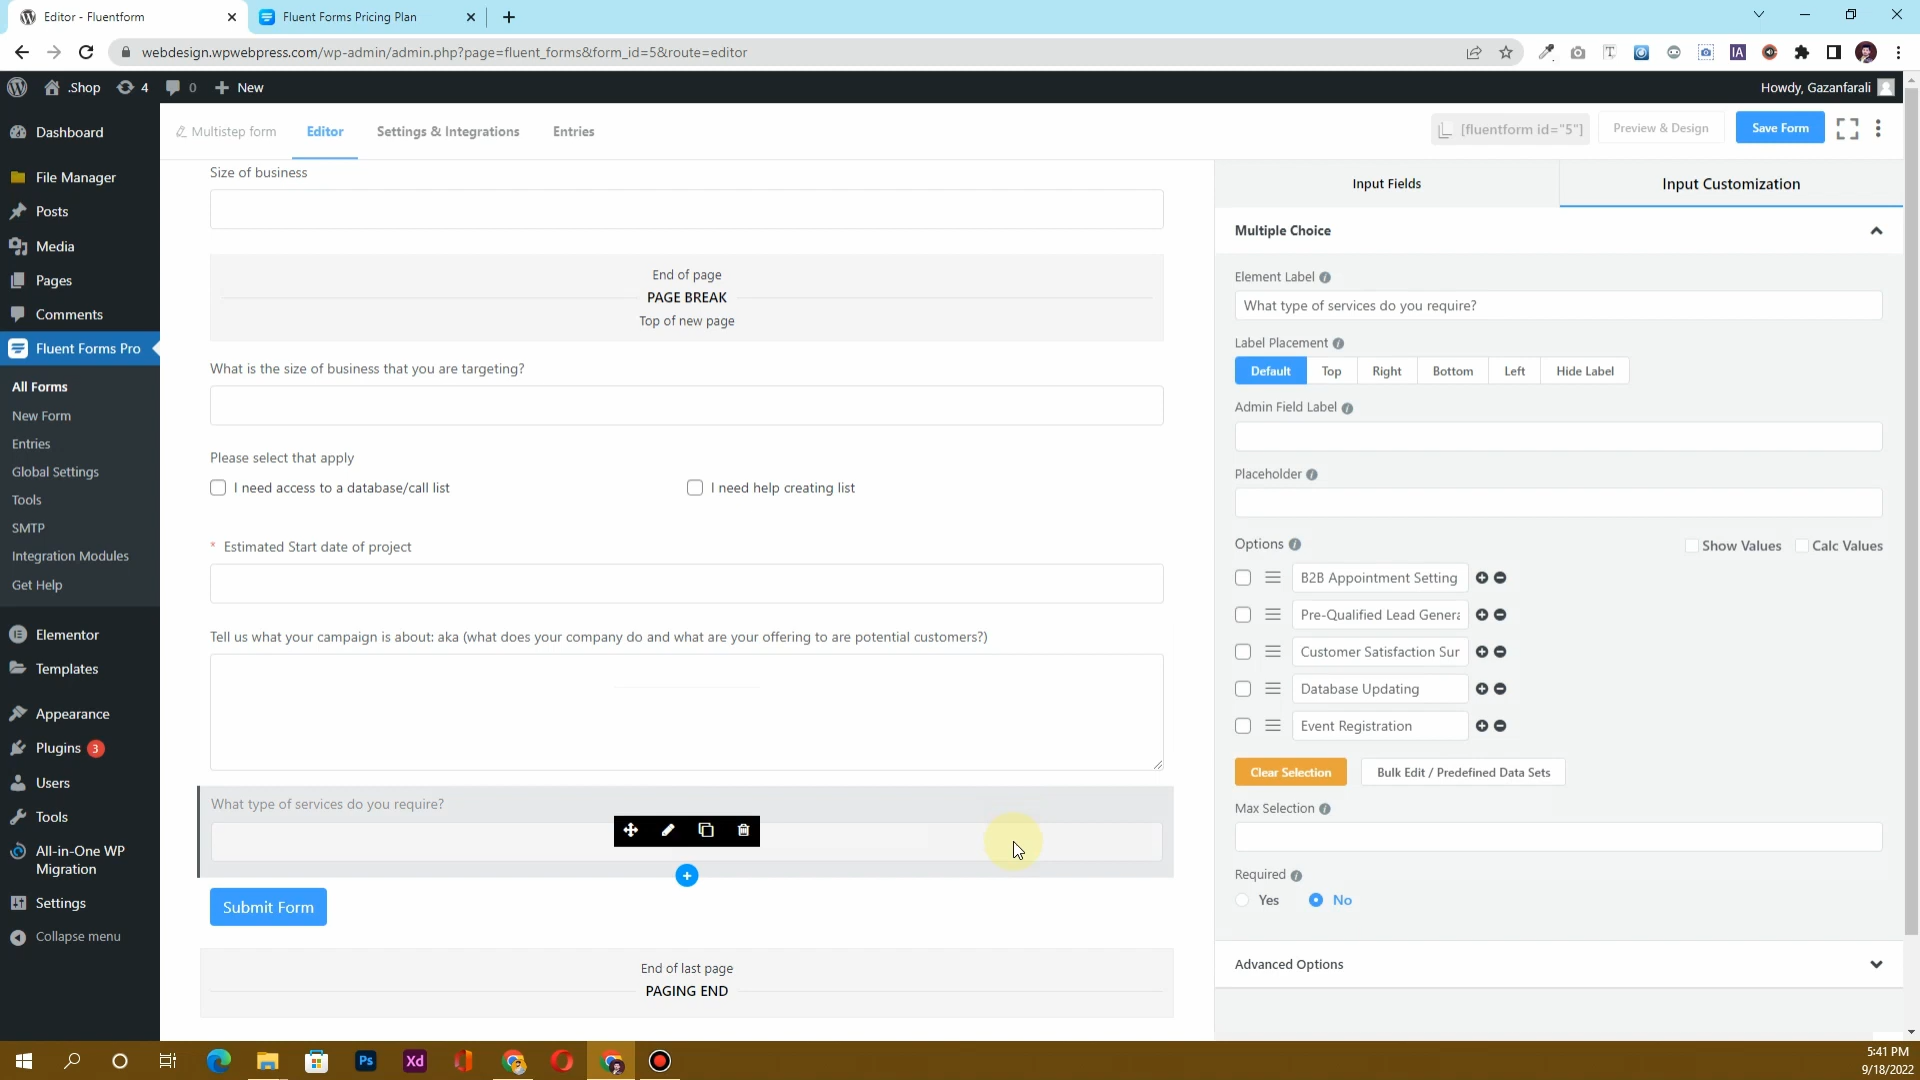 Editor - Fluentform
Fluent Forms Pricing Plan
webdesign.wpwebpress.com/wp-admin/admin.php?page=fluent_forms&form_id=5&route=editor
.Shop
4
0
New
Howdy, Gazanfarali
Dashboard
File Manager
Posts
Media
Pages
Comments
Fluent Forms Pro
All Forms
New Form
Entries
Global Settings
Tools
SMTP
Integration Modules
Get Help
Elementor
Templates
Appearance
Plugins 3
Users
Tools
All-in-One WP
Migration
Settings
Collapse menu
Multistep form
Editor
Settings & Integrations
Entries
[fluentform id="5"]
Preview & Design
Save Form
Size of business
End of page
PAGE BREAK
Top of new page
What is the size of business that you are targeting?
Please select that apply
I need access to a database/call list
I need help creating list
* Estimated Start date of project
Tell us what your campaign is about: aka (what does your company do and what are your offering to are potential customers?)
What type of services do you require?
Submit Form
End of last page
PAGING END
Input Fields
Input Customization
Multiple Choice
Element Label
What type of services do you require?
Label Placement
Default
Top
Right
Bottom
Left
Hide Label
Admin Field Label
Placeholder
Options
Show Values
Calc Values
B2B Appointment Setting
Pre-Qualified Lead Genera
Customer Satisfaction Sur
Database Updating
Event Registration
Clear Selection
Bulk Edit / Predefined Data Sets
Max Selection
Required
Yes
No
Advanced Options
IA
Ps
Xd
5:41 PM
9/18/2022